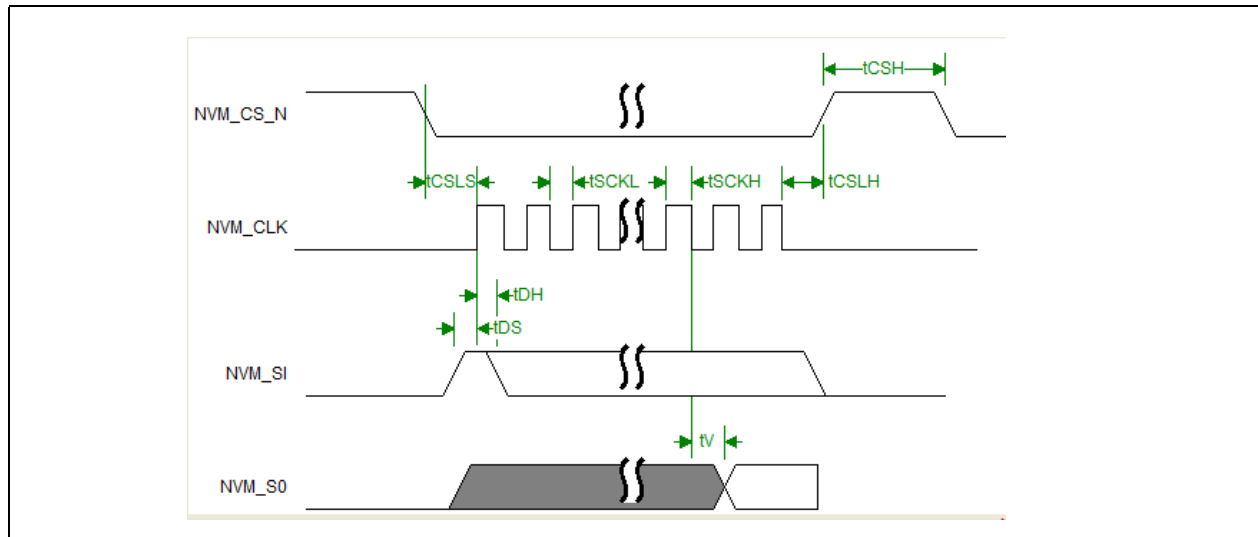 tCSH
NVM_CS_N
tCSLS
tSCKL
tSCKH
tCSLH
NVM_CLK
tDH
tDS
NVM_SI
tV
NVM_S0